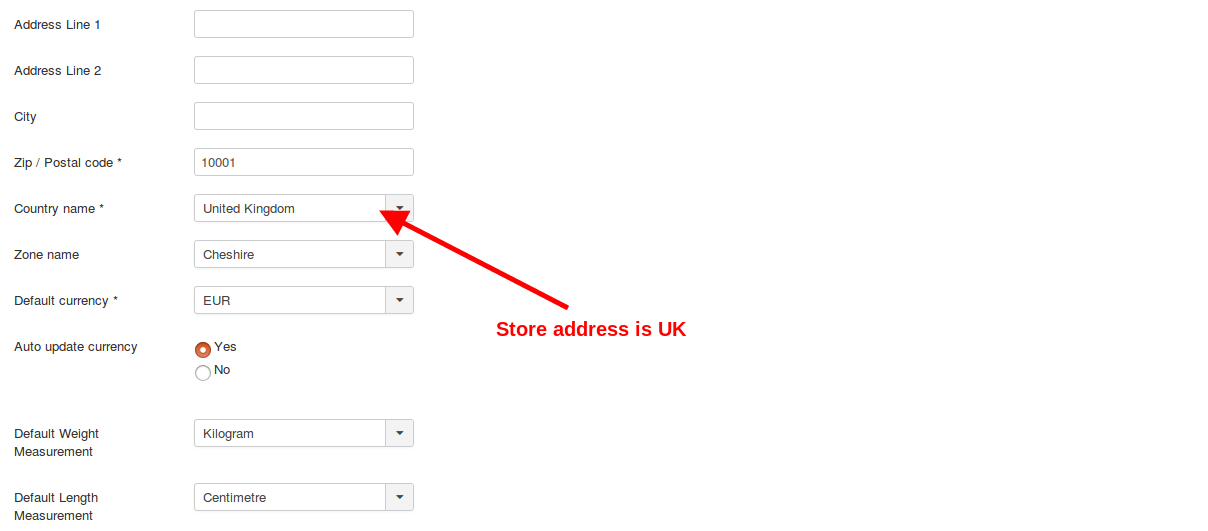 Address Line 1
Address Line 2
City
Zip / Postal code *
10001
Country name *
United Kingdom
Zone name
Cheshire
Default currency *
EUR
Store address is UK
Auto update currency
Yes
No
Default Weight
Measurement
Kilogram
Default Length
Measurement
Centimetre